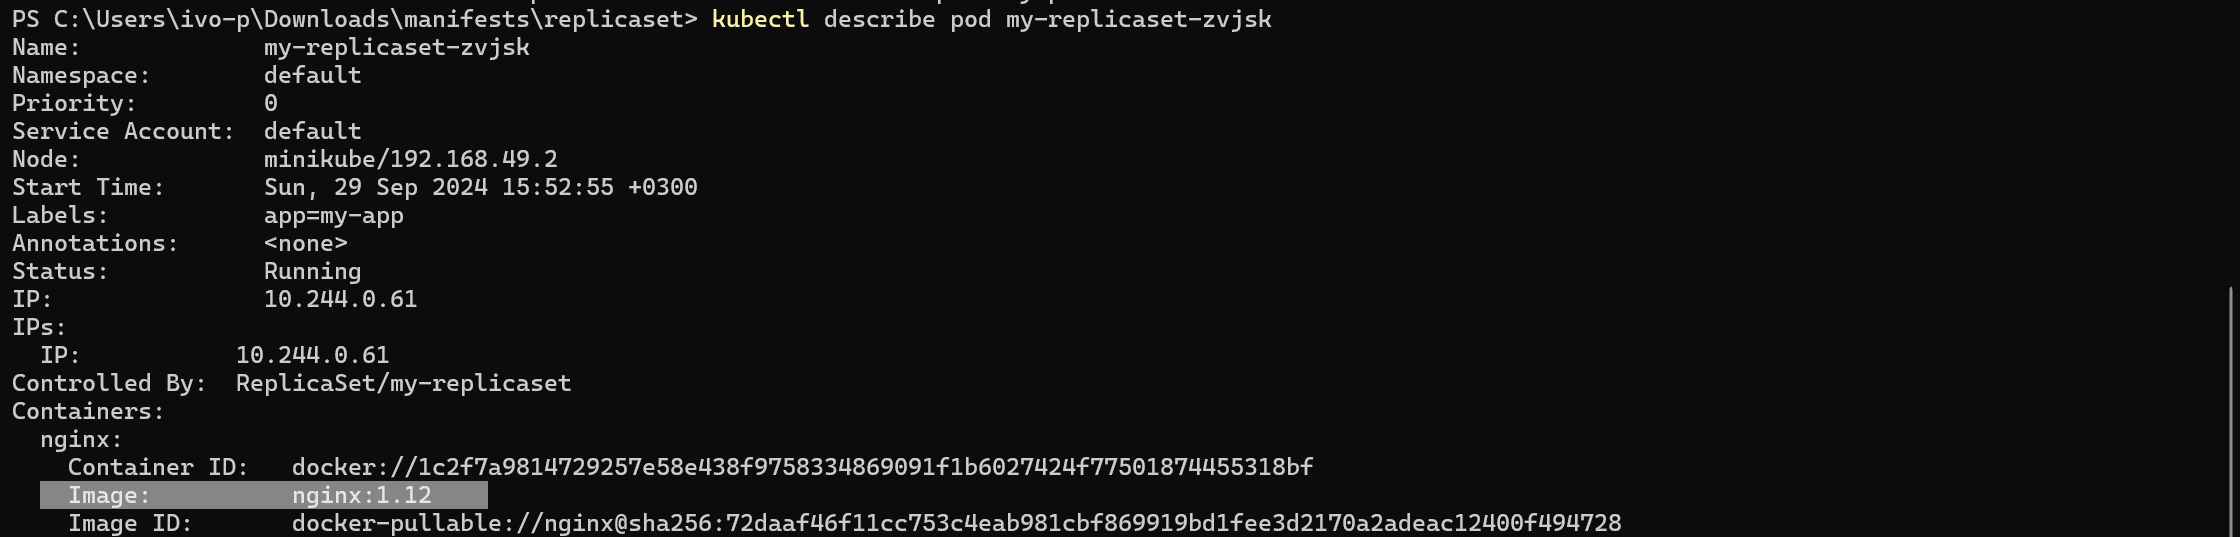 PS C:\Users\ivo-p\Downloads\manifests\replicaset> kubectl describe pod my-replicaset-zvjsk
Name:             my-replicaset-zvjsk
Namespace:        default
Priority:         0
Service Account:  default
Node:             minikube/192.168.49.2
Start Time:       Sun, 29 Sep 2024 15:52:55 +0300
Labels:           app=my-app
Annotations:      <none>
Status:           Running
IP:               10.244.0.61
IPs:
  IP:           10.244.0.61
Controlled By:  ReplicaSet/my-replicaset
Containers:
  nginx:
    Container ID:   docker://1c2f7a9814729257e58e438f9758334869091f1b6027424f77501874455318bf
    Image:          nginx:1.12
    Image ID:       docker-pullable://nginx@sha256:72daaf46f11cc753c4eab981cbf869919bd1fee3d2170a2adeac12400f494728